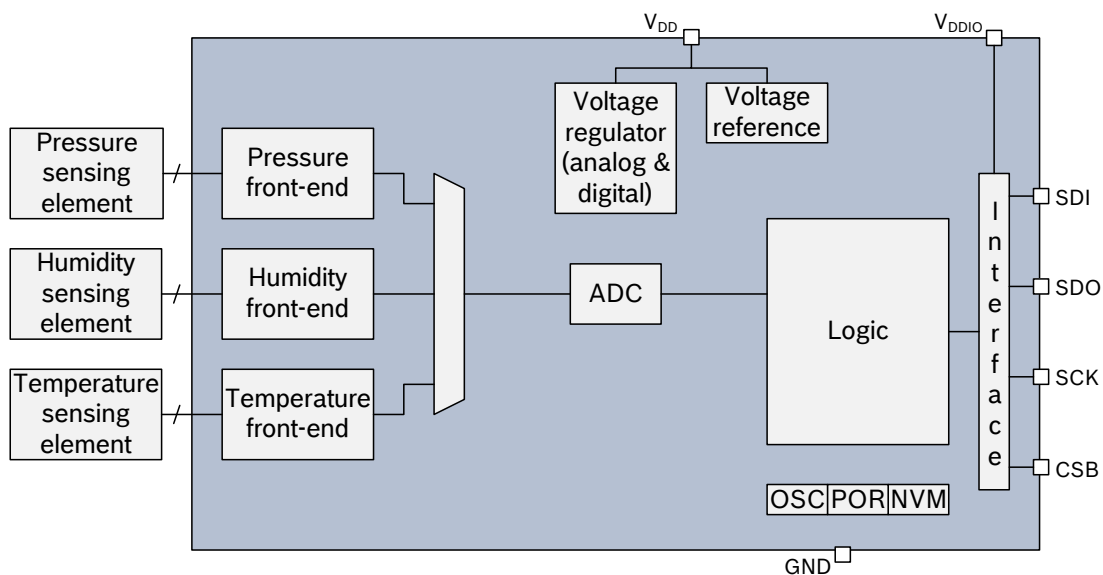 VDD
VDDIO
Voltage
regulator
(analog &
digital)
Voltage
reference
Pressure
sensing
element
Pressure
front-end
Humidity
sensing
element
Humidity
front-end
Temperature
sensing
element
Temperature
front-end
ADC
Logic
Interface
SDI
SDO
SCK
CSB
OSC POR NVM
GND